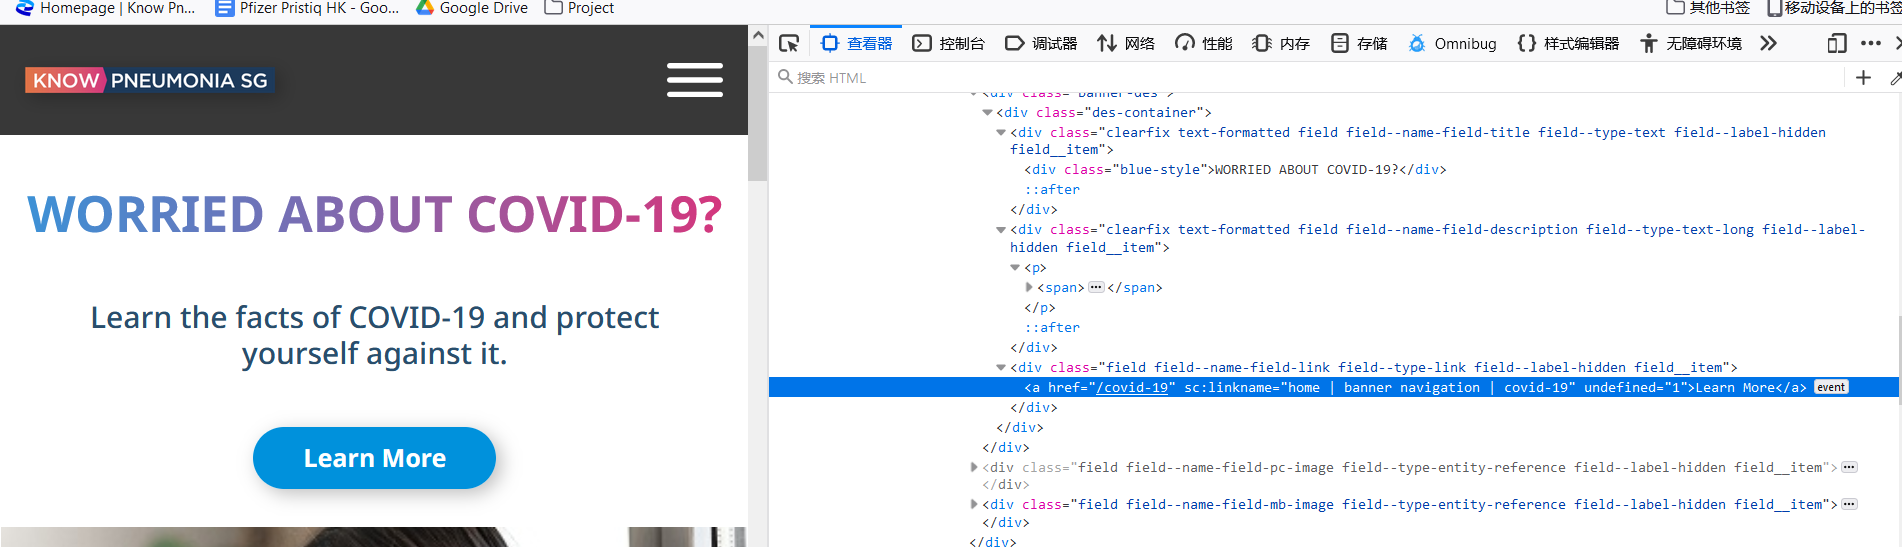 Homepage | Know Pn...
Pfizer Pristiq HK - Goo...
Google Drive
Project
其他书签
移动设备上的书签
KNOW PNEUMONIA SG
WORRIED ABOUT COVID-19?
Learn the facts of COVID-19 and protect
yourself against it.
Learn More
查看器
控制台
调试器
网络
性能
内存
存储
Omnibug
样式编辑器
无障碍环境
搜索 HTML
<div class="banner-des">
<div class="des-container">
<div class="clearfix text-formatted field field--name-field-title field--type-text field--label-hidden
field__item">
<div class="blue-style">WORRIED ABOUT COVID-19?</div>
::after
</div>
<div class="clearfix text-formatted field field--name-field-description field--type-text-long field--label-
hidden field__item">
<p>
<span>···</span>
</p>
::after
</div>
<div class="field field--name-field-link field--type-link field--label-hidden field__item">
<a href="/covid-19" sc:linkname="home | banner navigation | covid-19" undefined="1">Learn More</a> event
</div>
</div>
</div>
<div class="field field--name-field-pc-image field--type-entity-reference field--label-hidden field__item">···
</div>
<div class="field field--name-field-mb-image field--type-entity-reference field--label-hidden field__item">···
</div>
</div>